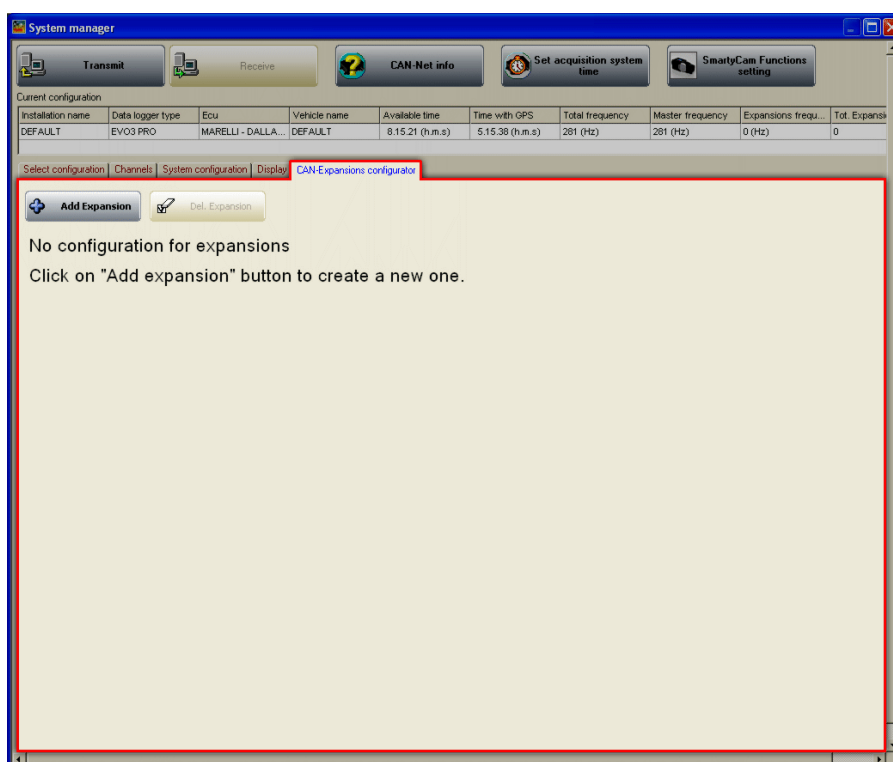 System manager
Transmit
Receive
CAN-Net info
Set acquisition system time
SmartyCam Functions setting
Current configuration
Installation name Data logger type Ecu Vehicle name Available time Time with GPS Total frequency Master frequency Expansions frequ... Tot. Expansi
DEFAULT EVO3 PRO MARELLI - DALLA... DEFAULT 8.15.21 (h.m.s) 5.15.38 (h.m.s) 281 (Hz) 281 (Hz) 0 (Hz) 0
Select configuration Channels System configuration Display CAN-Expansions configurator
Add Expansion Del. Expansion
No configuration for expansions
Click on "Add expansion" button to create a new one.